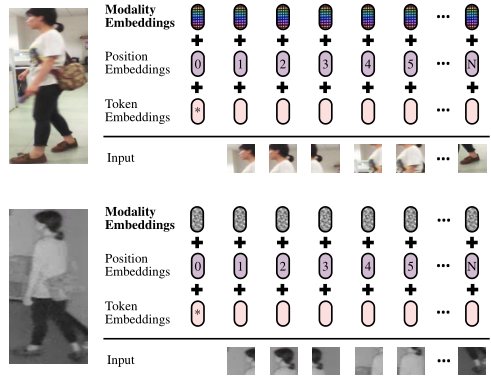 Modality
Embeddings
...
Position
Embeddings
0 1 2 3 4 5 ... N
Token
Embeddings
* ...
Input
...
Modality
Embeddings
...
Position
Embeddings
0 1 2 3 4 5 ... N
Token
Embeddings
* ...
Input
...